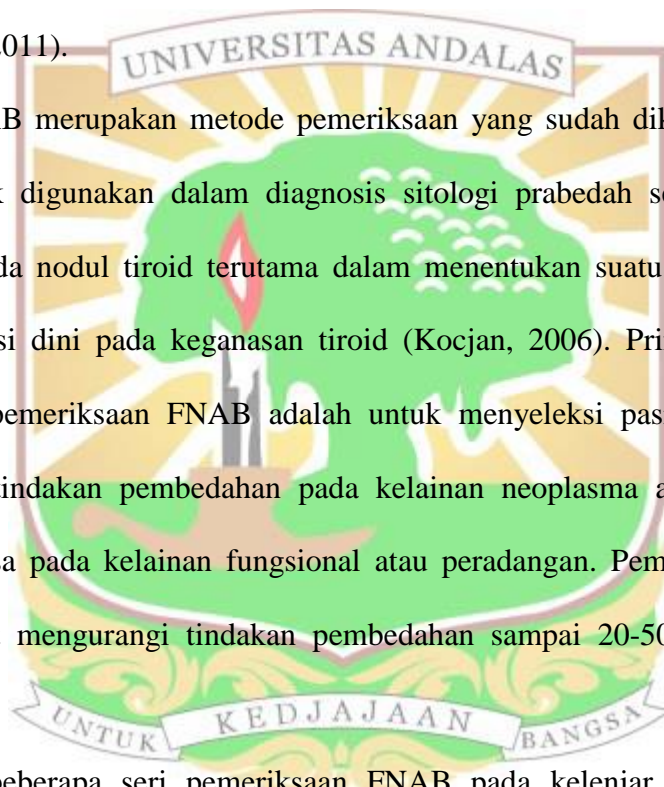 2011).
UNIVERSITAS ANDALAS
AB merupakan metode pemeriksaan yang sudah dik
k digunakan dalam diagnosis sitologi prabedah se
da nodul tiroid terutama dalam menentukan suatu
si dini pada keganasan tiroid (Kocjan, 2006). Pri
pemeriksaan FNAB adalah untuk menyeleksi pas
tindakan pembedahan pada kelainan neoplasma a
a pada kelainan fungsional atau peradangan. Pem
mengurangi tindakan pembedahan sampai 20-50
UNTUK KEDJAJAAN BANGSA
beberapa seri pemeriksaan FNAB pada kelenjar